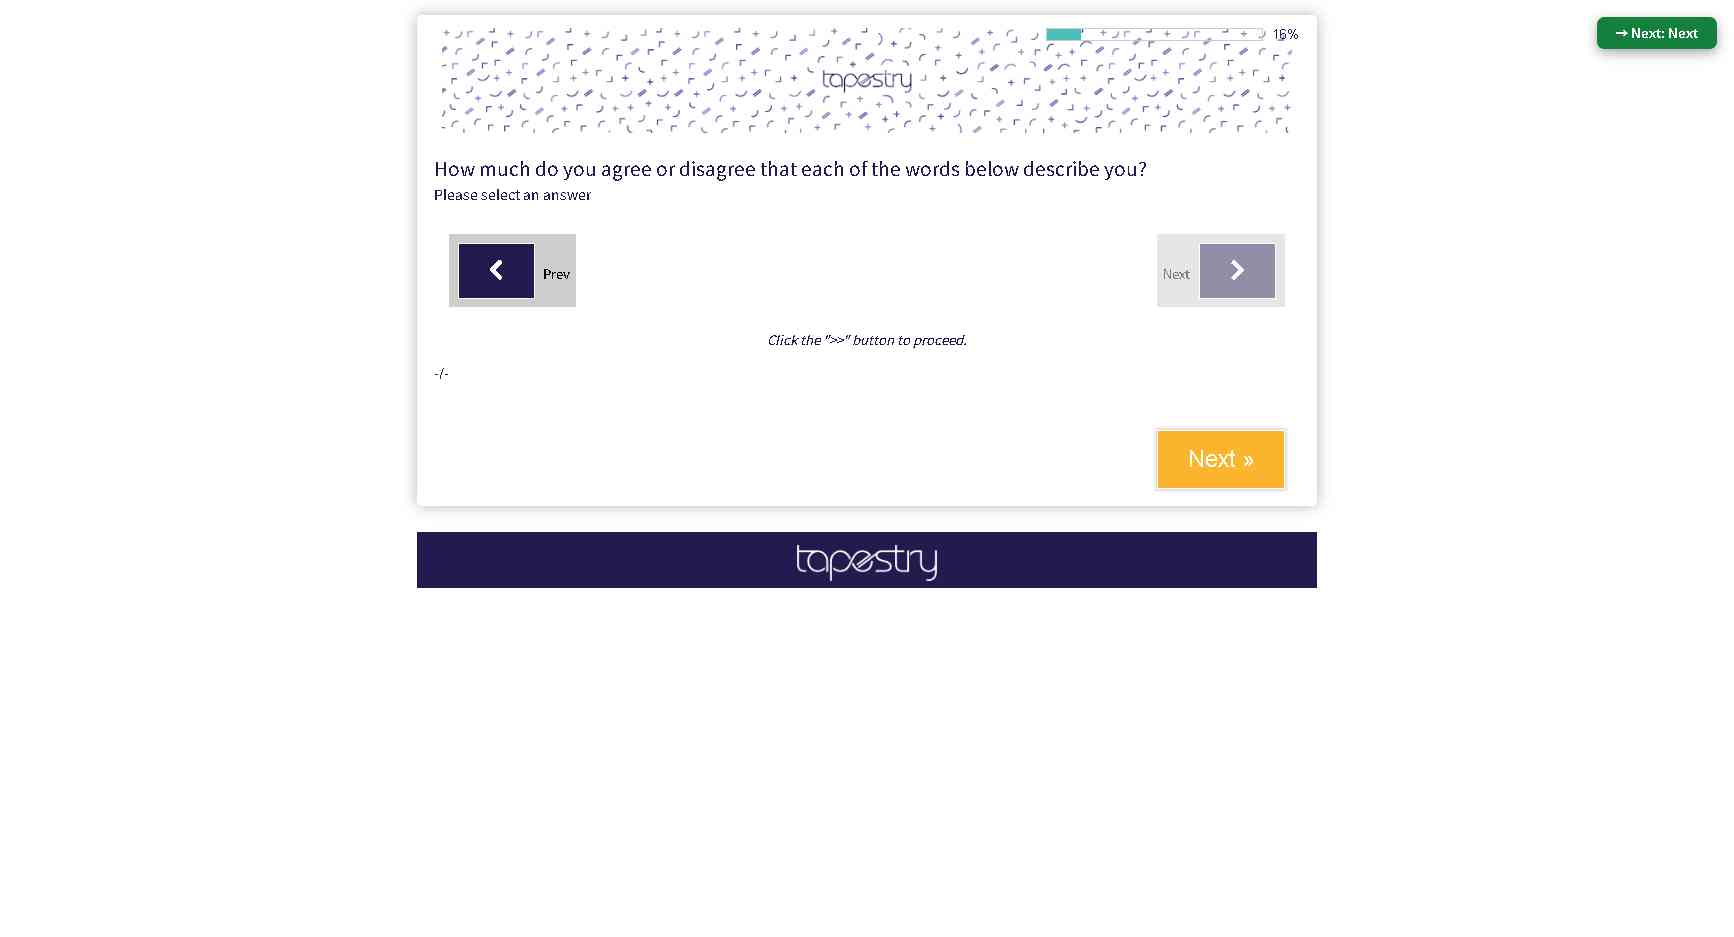 16%
→ Next: Next
tapestry
How much do you agree or disagree that each of the words below describe you?
Please select an answer
Prev
Next
Click the ">>" button to proceed.
-/-
Next »
tapestry